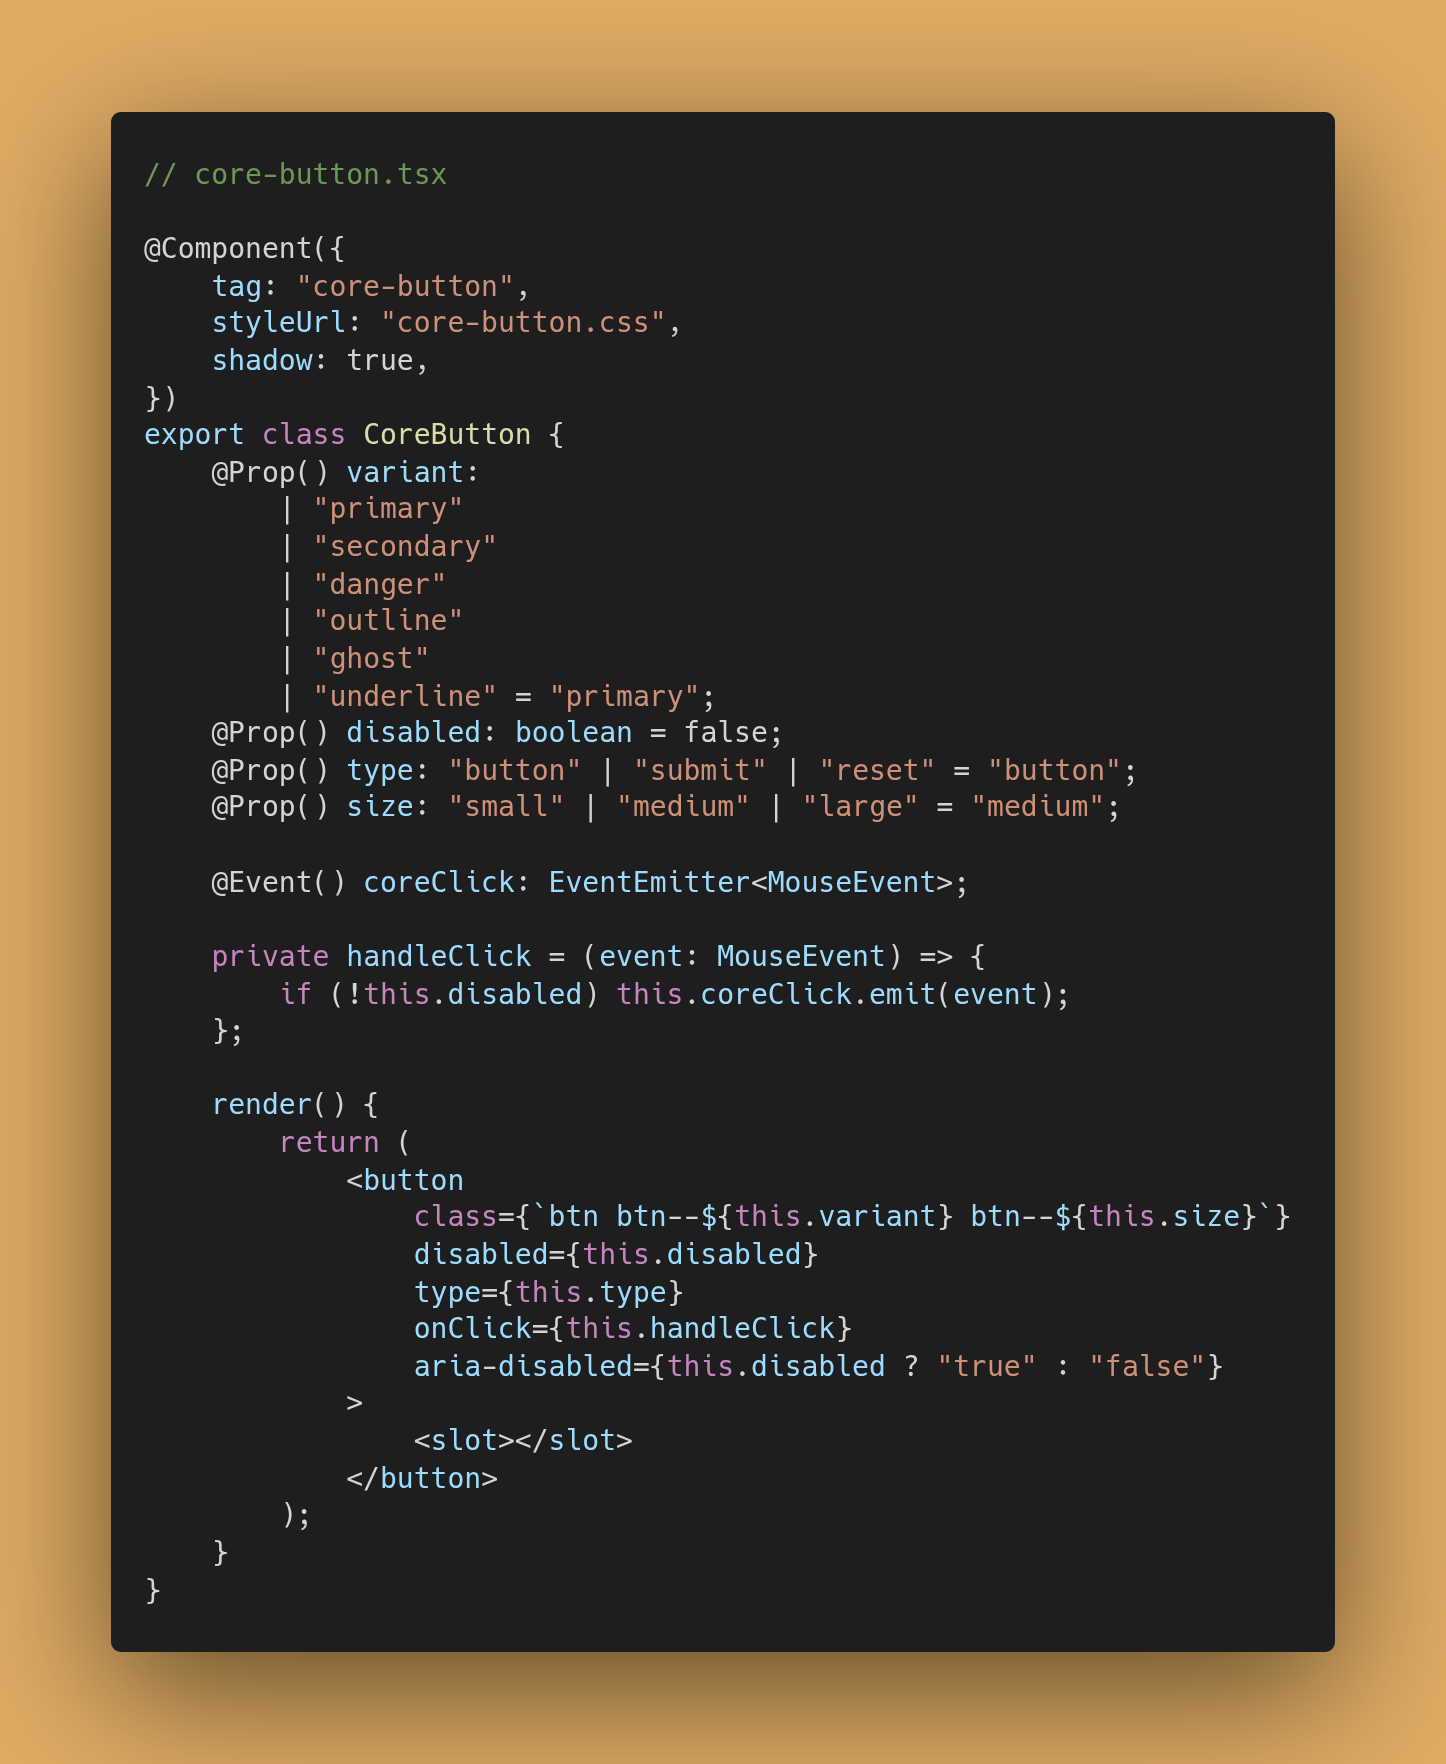 // core-button.tsx

@Component({
    tag: "core-button",
    styleUrl: "core-button.css",
    shadow: true,
})
export class CoreButton {
    @Prop() variant:
        | "primary"
        | "secondary"
        | "danger"
        | "outline"
        | "ghost"
        | "underline" = "primary";
    @Prop() disabled: boolean = false;
    @Prop() type: "button" | "submit" | "reset" = "button";
    @Prop() size: "small" | "medium" | "large" = "medium";

    @Event() coreClick: EventEmitter<MouseEvent>;

    private handleClick = (event: MouseEvent) => {
        if (!this.disabled) this.coreClick.emit(event);
    };

    render() {
        return (
            <button
                class={`btn btn--${this.variant} btn--${this.size}`}
                disabled={this.disabled}
                type={this.type}
                onClick={this.handleClick}
                aria-disabled={this.disabled ? "true" : "false"}
            >
                <slot></slot>
            </button>
        );
    }
}